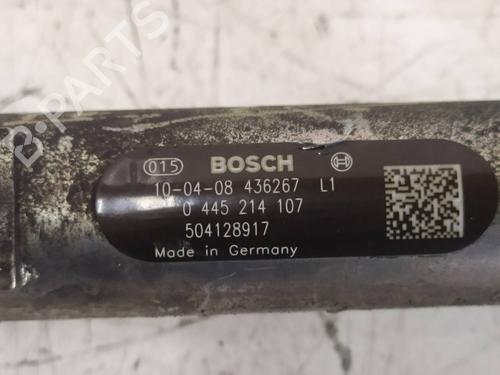 B-PARTS
015 BOSCH
10-04-08 436267 L1
0 445 214 107
504128917
Made in Germany